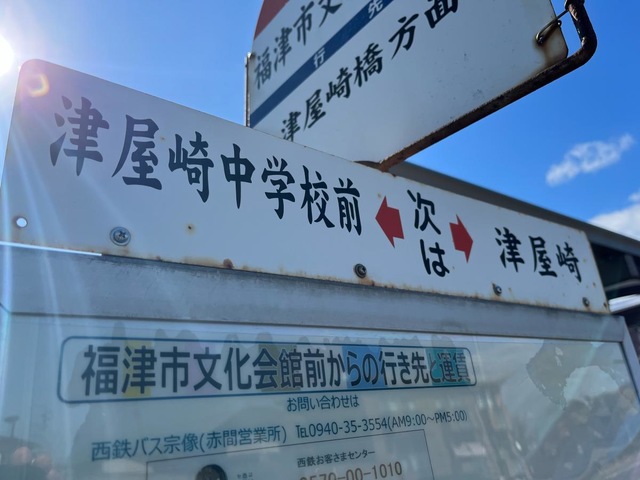 福津市文
行先
津屋崎橋方面
津屋崎中学校前 次は 津屋崎
福津市文化会館前からの行き先と運賃
お問い合わせは
西鉄バス宗像(赤間営業所) ℡0940-35-3554(AM9:00～PM5:00)
西鉄お客さまセンター
0570-00-1010